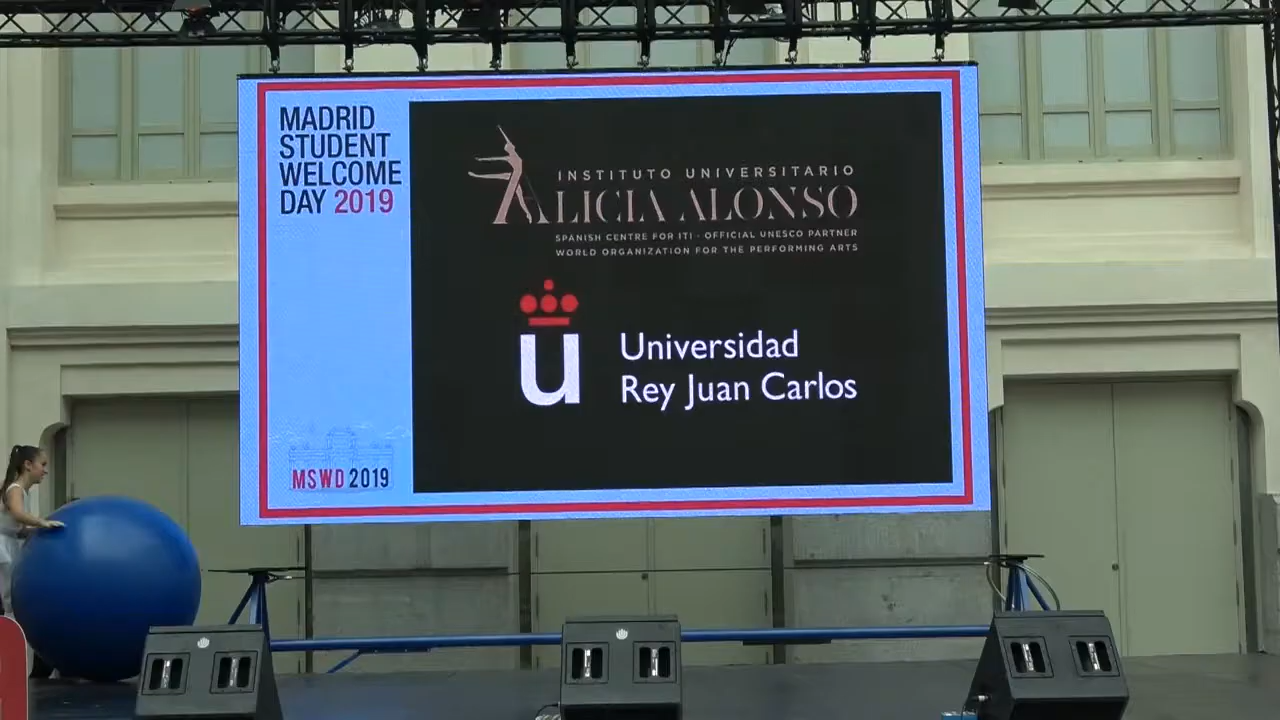 MADRID
STUDENT
WELCOME
DAY 2019
INSTITUTO UNIVERSITARIO
ALICIA ALONSO
SPANISH CENTRE FOR ITI · OFFICIAL UNESCO PARTNER
WORLD ORGANIZATION FOR THE PERFORMING ARTS
u
Universidad
Rey Juan Carlos
MSWD 2019